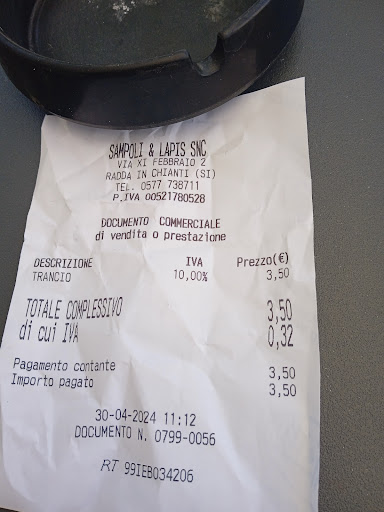 SAMPOLI & LAPIS SNC
VIA XI FEBBRAIO 2
RADDA IN CHIANTI (SI)
TEL. 0577 738711
P.IVA 00521780528
DOCUMENTO COMMERCIALE
di vendita o prestazione
DESCRIZIONE IVA Prezzo(€)
TRANCIO 10,00% 3,50
TOTALE COMPLESSIVO 3,50
di cui IVA 0,32
Pagamento contante 3,50
Importo pagato 3,50
30-04-2024 11:12
DOCUMENTO N. 0799-0056
RT 99IEB034206